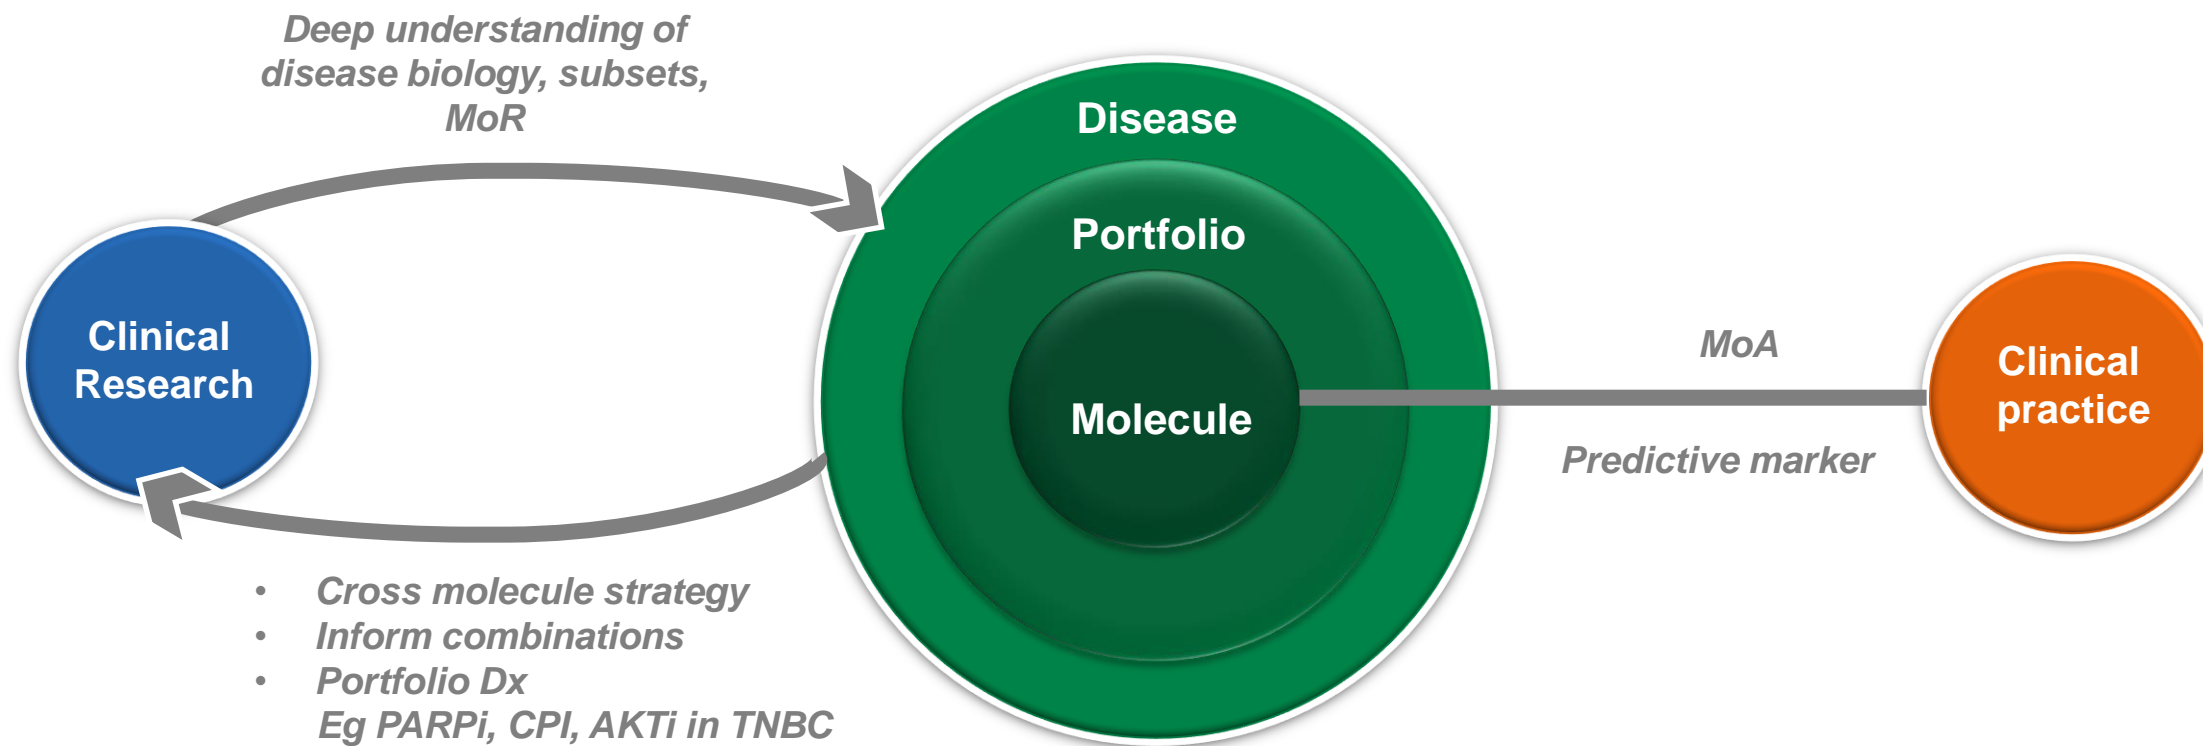 Deep understanding of
disease biology, subsets,
MoR
Disease
Portfolio
Molecule
Clinical
Research
MoA
Predictive marker
Clinical
practice
• Cross molecule strategy
• Inform combinations
• Portfolio Dx
Eg PARPi, CPI, AKTi in TNBC